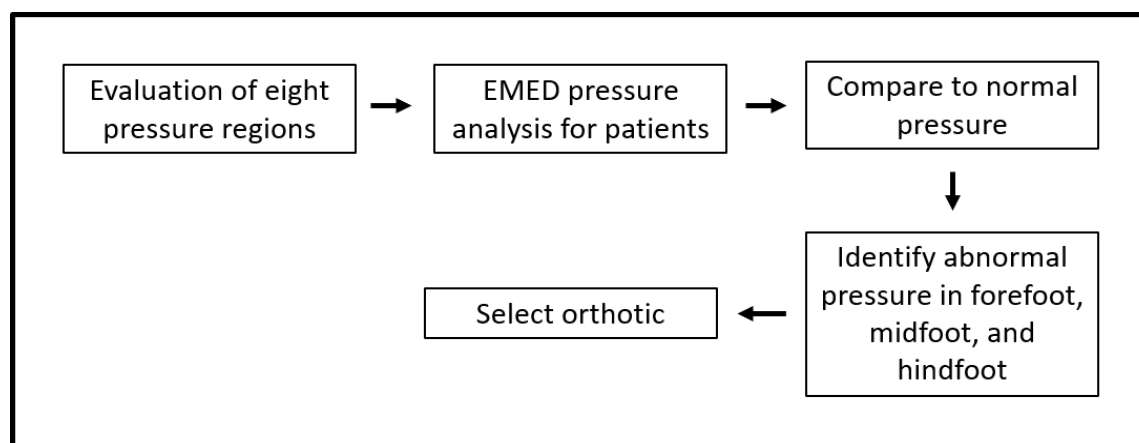 Evaluation of eight
pressure regions
EMED pressure
analysis for patients
Compare to normal
pressure
Identify abnormal
pressure in forefoot,
midfoot, and
hindfoot
Select orthotic